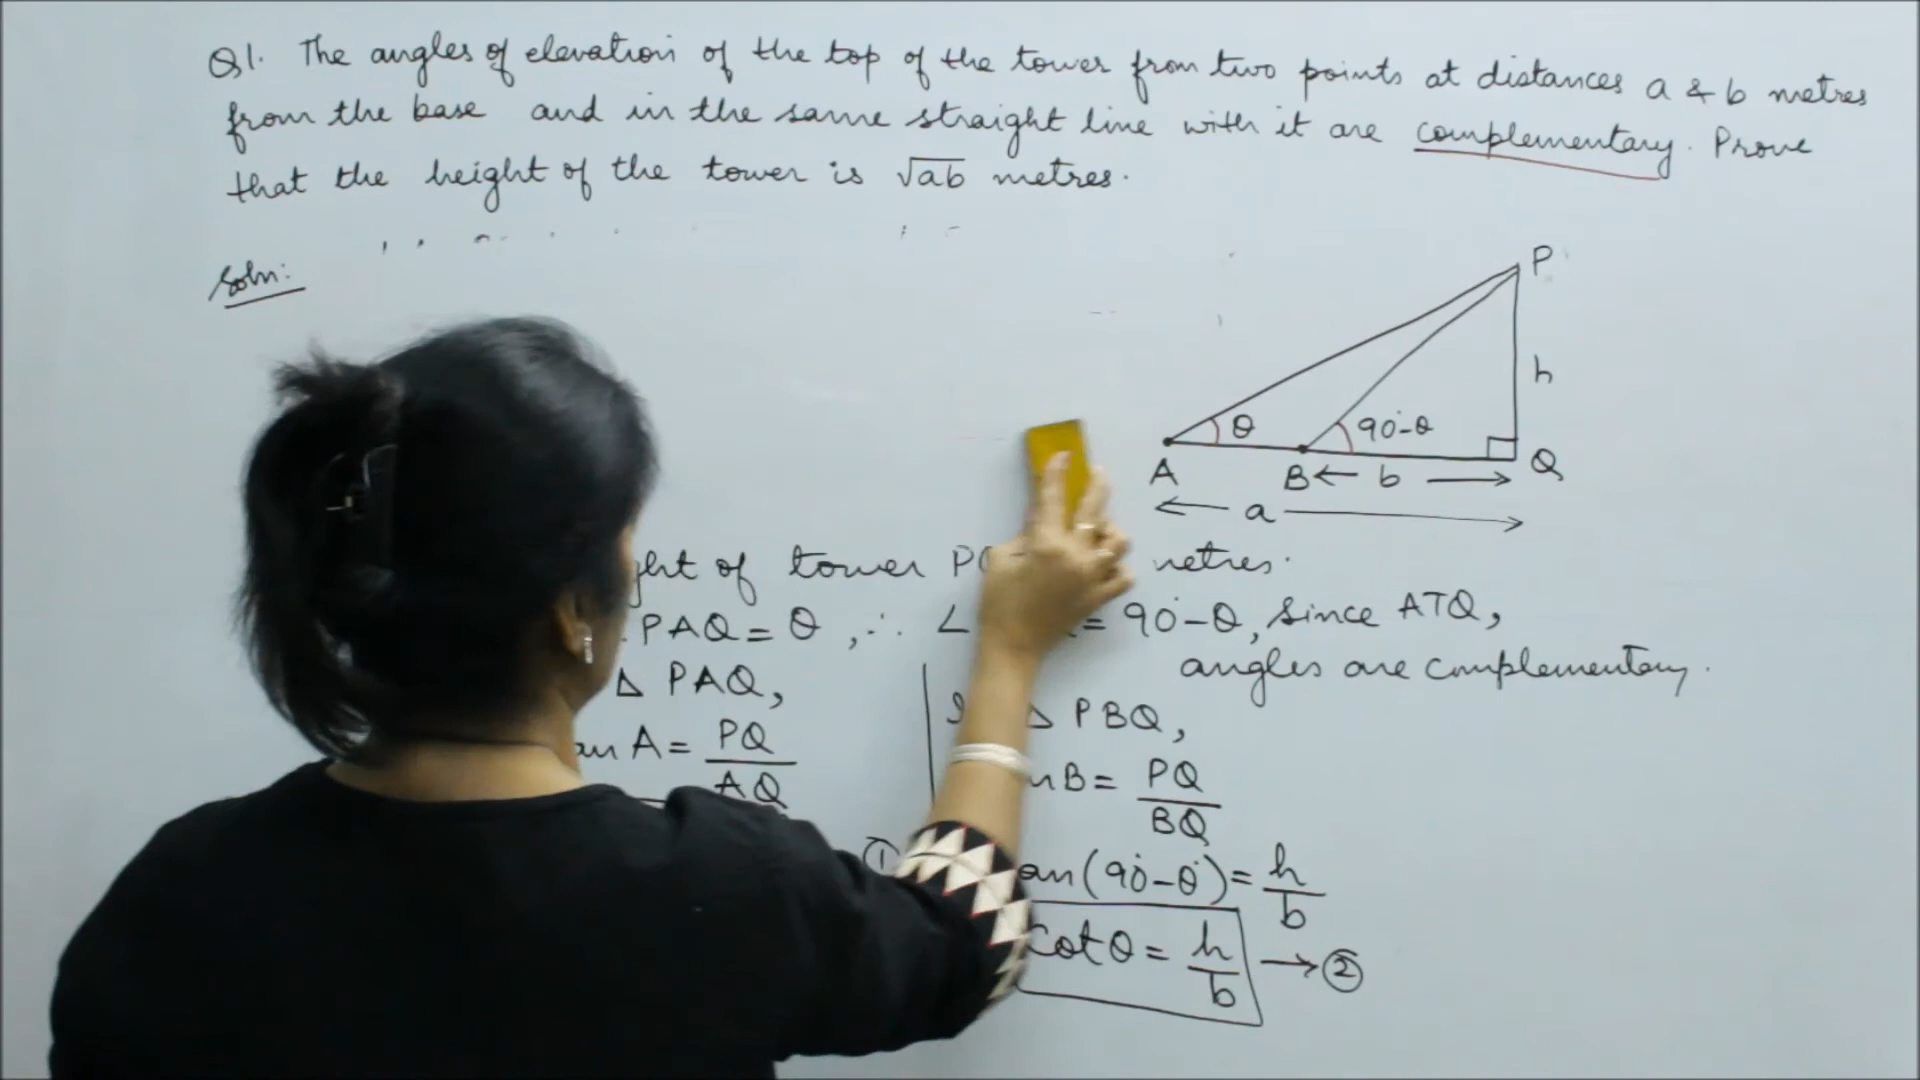 Q1. The angles of elevation of the top of the tower from two points at distances a & b metres
from the base and in the same straight line with it are complementary. Prove
that the height of the tower is √ab metres.
Soln:
P
h
θ
90°-θ
A
B ← b →
Q
← a →
of tower metres.
PAQ = θ, ∴ ∠ = 90°-θ, since ATQ,
angles are complementary.
Δ PAQ,
Δ PBQ,
A = PQ/AQ
B = PQ/BQ
①
(90°-θ) = h/b
cot θ = h/b → ②